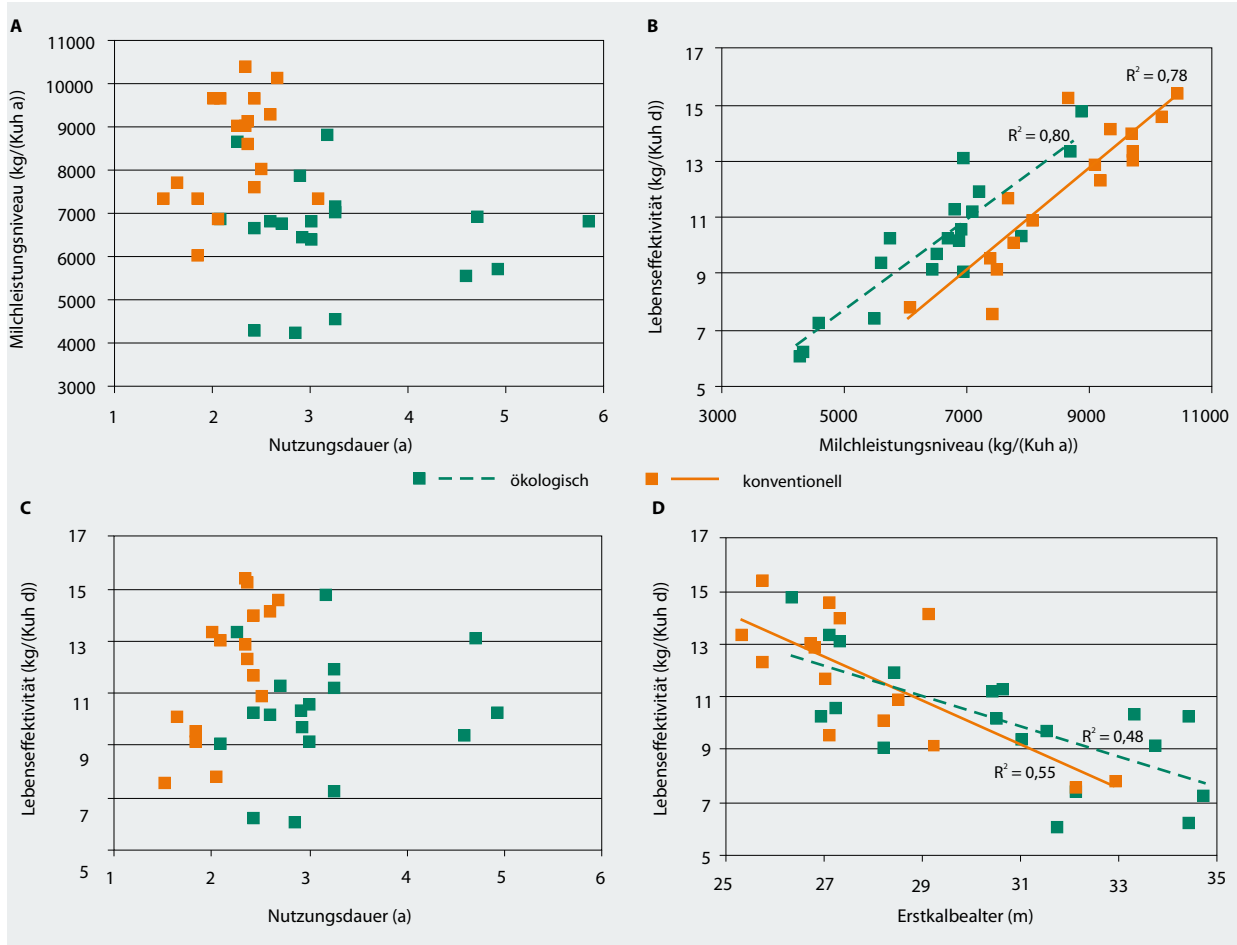 A
11000
10000
9000
8000
7000
6000
5000
4000
3000
Milchleistungsniveau (kg/(Kuh a))
1 2 3 4 5 6
Nutzungsdauer (a)
B
17
15
13
11
9
7
5
Lebenseffektivität (kg/(Kuh d))
R² = 0,78
R² = 0,80
3000 5000 7000 9000 11000
Milchleistungsniveau (kg/(Kuh a))
ökologisch konventionell
C
17
15
13
11
9
7
5
Lebenseffektivität (kg/(Kuh d))
1 2 3 4 5 6
Nutzungsdauer (a)
D
17
15
13
11
9
7
5
Lebenseffektivität (kg/(Kuh d))
R² = 0,48
R² = 0,55
25 27 29 31 33 35
Erstkalbealter (m)